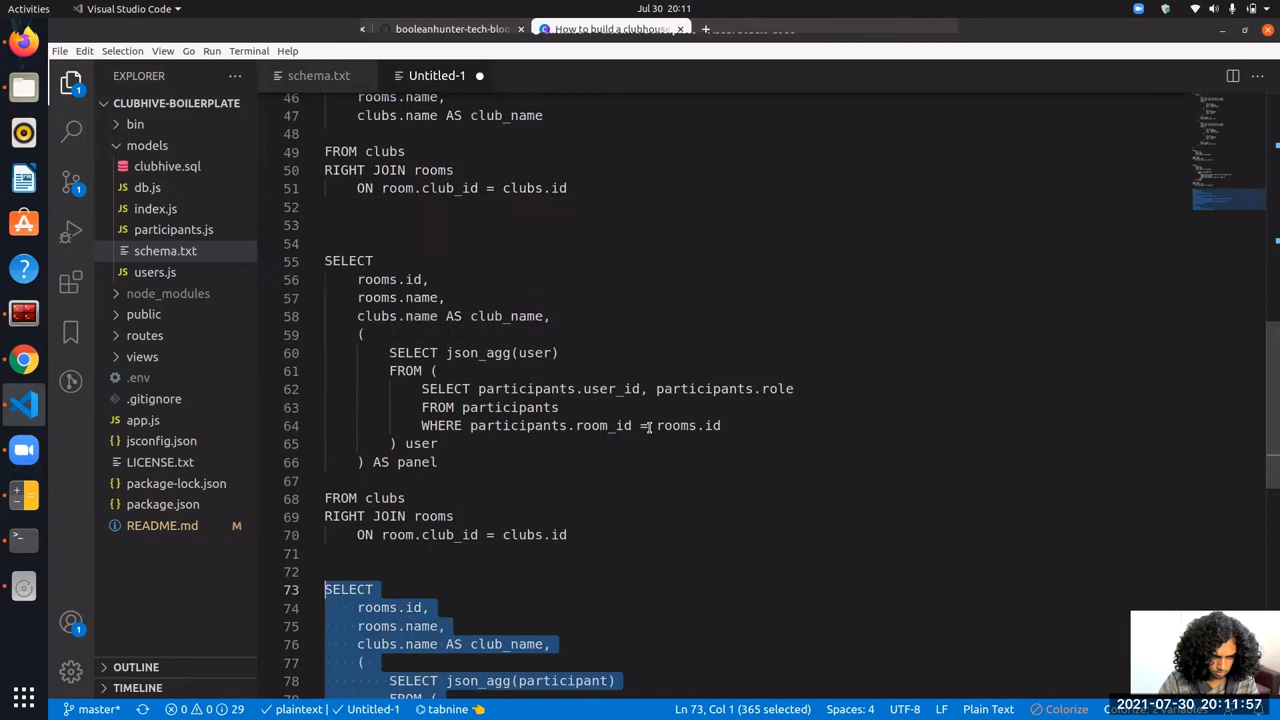 Activities
Visual Studio Code
Jul 30 20:11
booleanhunter-tech-blo
How to build a clubhouse
File Edit Selection View Go Run Terminal Help
EXPLORER
schema.txt
Untitled-1
CLUBHIVE-BOILERPLATE
bin
models
clubhive.sql
db.js
index.js
participants.js
schema.txt
users.js
node_modules
public
routes
views
.env
.gitignore
app.js
jsconfig.json
LICENSE.txt
package-lock.json
package.json
README.md M
OUTLINE
TIMELINE
46 rooms.name,
47 clubs.name AS club_name
48
49 FROM clubs
50 RIGHT JOIN rooms
51 ON room.club_id = clubs.id
52
53
54
55 SELECT
56 rooms.id,
57 rooms.name,
58 clubs.name AS club_name,
59 (
60 SELECT json_agg(user)
61 FROM (
62 SELECT participants.user_id, participants.role
63 FROM participants
64 WHERE participants.room_id = rooms.id
65 ) user
66 ) AS panel
67
68 FROM clubs
69 RIGHT JOIN rooms
70 ON room.club_id = clubs.id
71
72
73 SELECT
74 rooms.id,
75 rooms.name,
76 clubs.name AS club_name,
77 (
78 SELECT json_agg(participant)
79 FROM (
1
1
1
master*
0 0 29
plaintext
Untitled-1
tabnine
Ln 73, Col 1 (365 selected)
Spaces: 4
UTF-8
LF
Plain Text
Colorize
2021-07-30 20:11:57